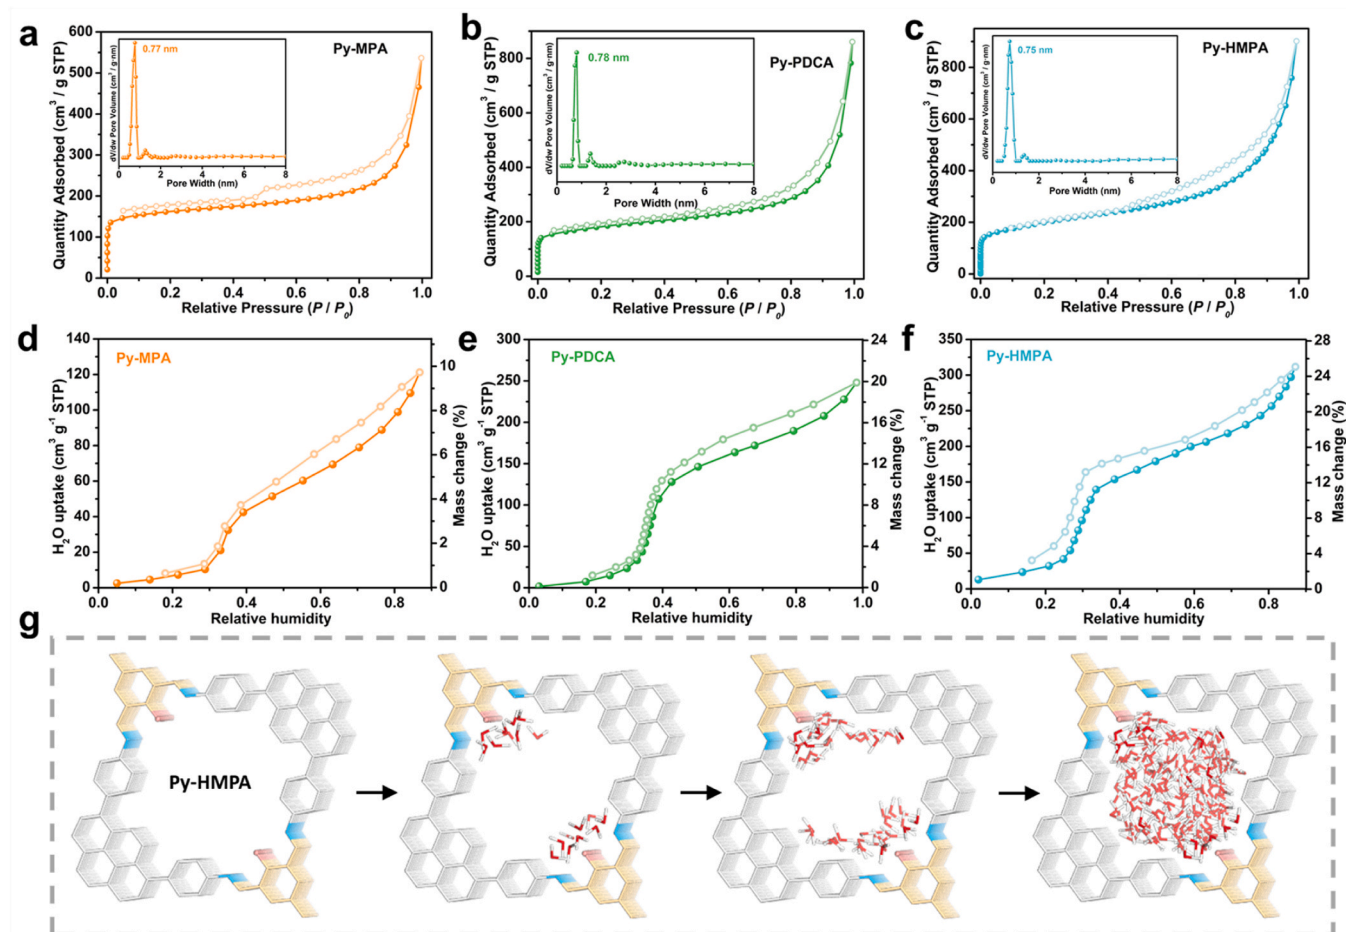 a
Py-MPA
0.77 nm
dV/dw Pore Volume (cm³ / g·nm)
0 2 4 6 8
Pore Width (nm)
Quantity Adsorbed (cm³ / g STP)
600
500
400
300
250
200
150
100
50
0
0.0 0.2 0.4 0.6 0.8 1.0
Relative Pressure (P / P₀)
b
Py-PDCA
0.78 nm
dV/dw Pore Volume (cm³ / g·nm)
0 2 4 6 8
Pore Width (nm)
Quantity Adsorbed (cm³ / g STP)
800
600
400
200
0
0.0 0.2 0.4 0.6 0.8 1.0
Relative Pressure (P / P₀)
c
Py-HMPA
0.75 nm
dV/dw Pore Volume (cm³ / g·nm)
0 2 4 6 8
Pore Width (nm)
Quantity Adsorbed (cm³ / g STP)
900
800
700
600
500
400
300
200
100
0
0.0 0.2 0.4 0.6 0.8 1.0
Relative Pressure (P / P₀)
d
Py-MPA
H₂O uptake (cm³ g⁻¹ STP)
140
120
100
80
60
40
20
0
Mass change (%)
10
8
6
4
2
0
0.0 0.2 0.4 0.6 0.8
Relative humidity
e
Py-PDCA
H₂O uptake (cm³ g⁻¹ STP)
300
250
200
150
100
50
0
Mass change (%)
24
20
16
12
8
4
0
0.0 0.2 0.4 0.6 0.8 1.0
Relative humidity
f
Py-HMPA
H₂O uptake (cm³ g⁻¹ STP)
350
300
250
200
150
100
50
0
Mass change (%)
28
24
20
16
12
8
4
0
0.0 0.2 0.4 0.6 0.8
Relative humidity
g
Py-HMPA